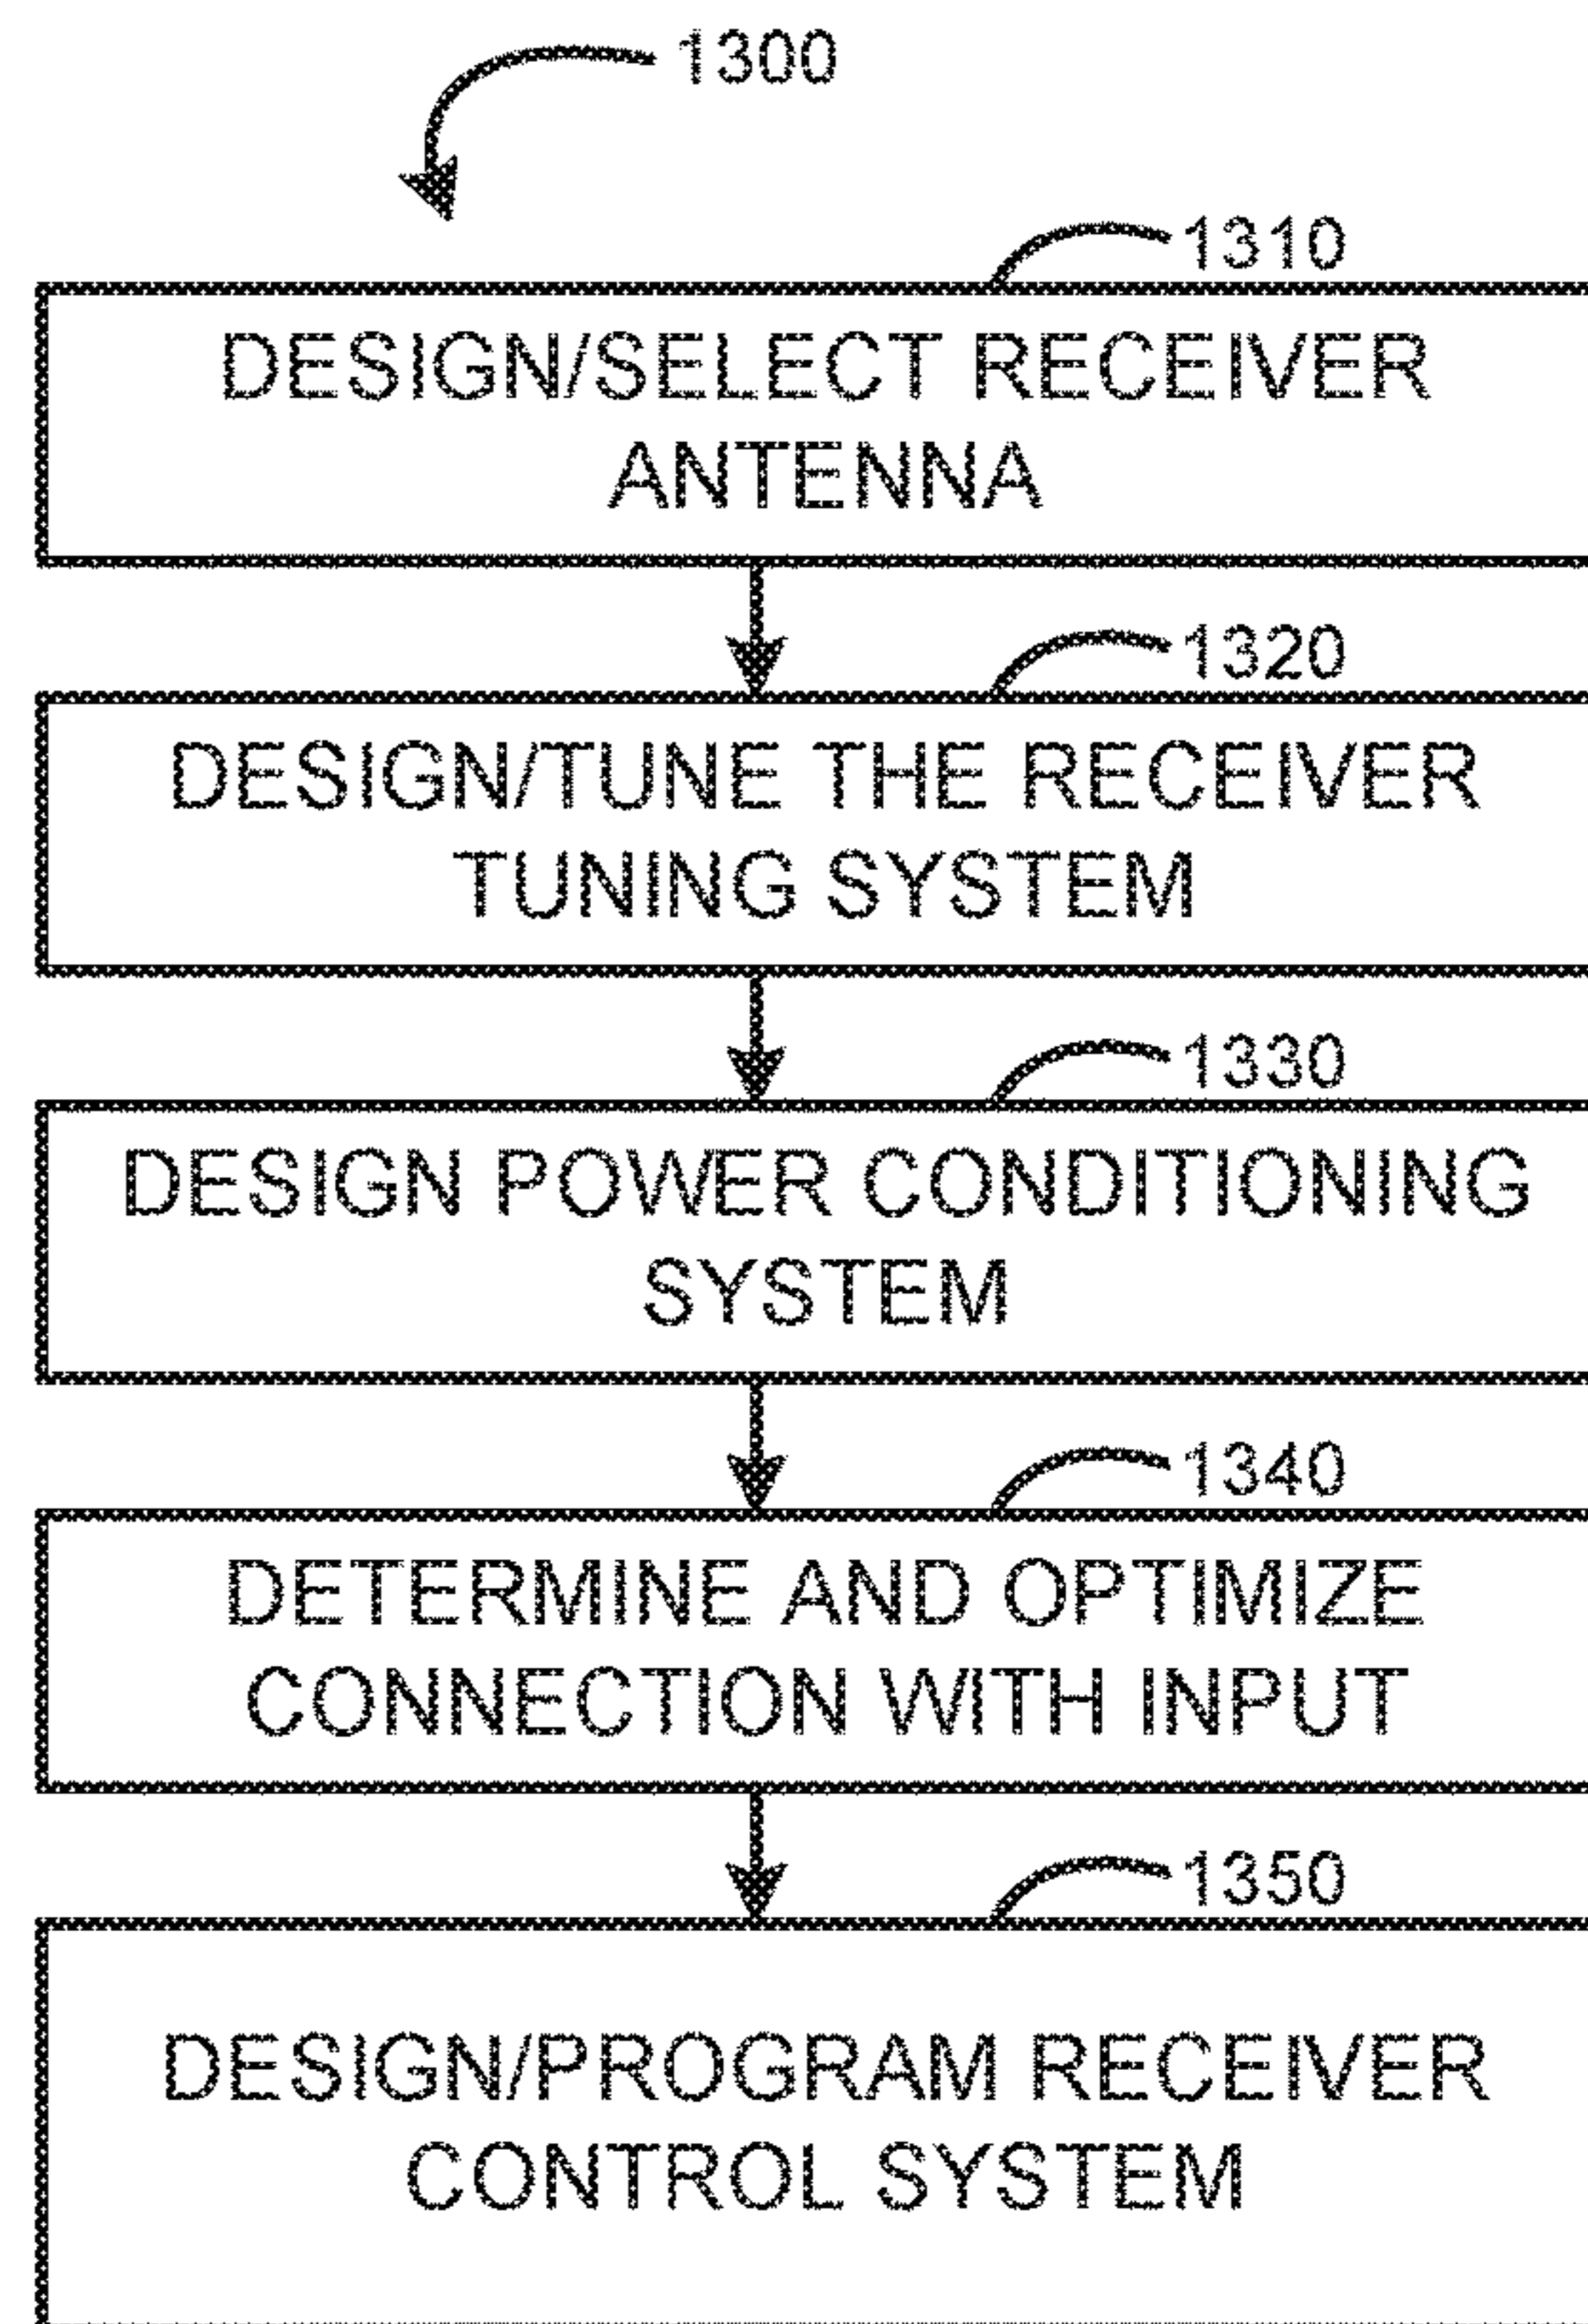 1300
1310
DESIGN/SELECT RECEIVER
ANTENNA
1320
DESIGN/TUNE THE RECEIVER
TUNING SYSTEM
1330
DESIGN POWER CONDITIONING
SYSTEM
1340
DETERMINE AND OPTIMIZE
CONNECTION WITH INPUT
1350
DESIGN/PROGRAM RECEIVER
CONTROL SYSTEM